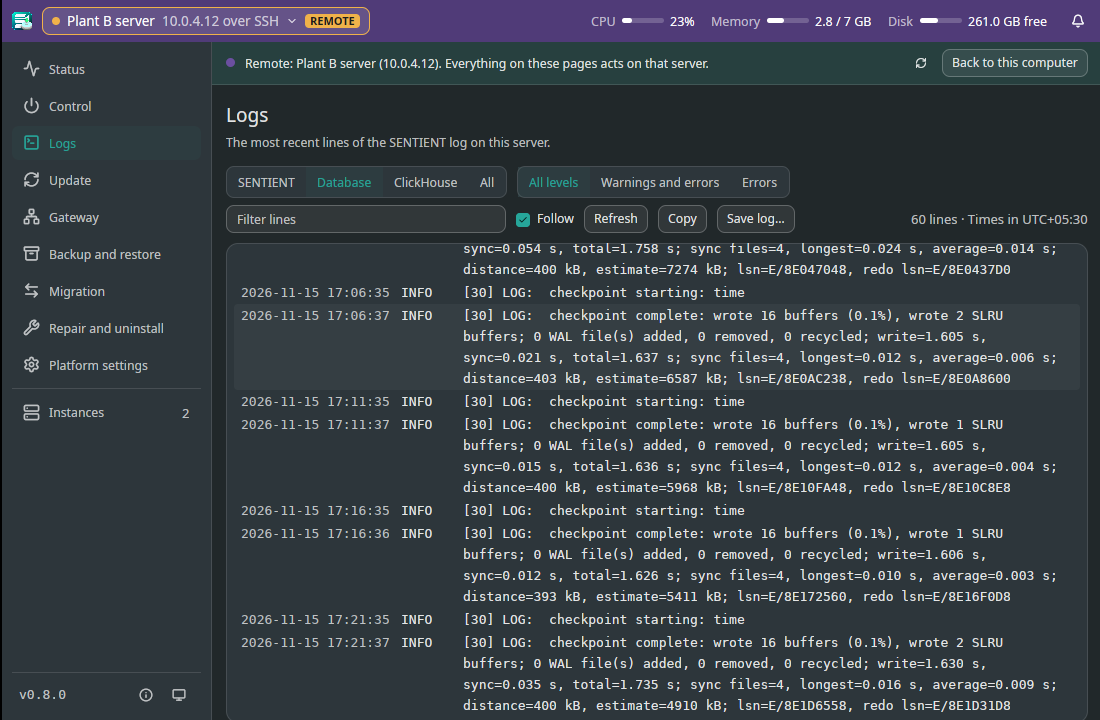 Plant B server 10.0.4.12 over SSH REMOTE
CPU 23% Memory 2.8 / 7 GB Disk 261.0 GB free
Status
Control
Logs
Update
Gateway
Backup and restore
Migration
Repair and uninstall
Platform settings
Instances 2
v0.8.0
Remote: Plant B server (10.0.4.12). Everything on these pages acts on that server.
Back to this computer
Logs
The most recent lines of the SENTIENT log on this server.
SENTIENT Database ClickHouse All
All levels Warnings and errors Errors
Filter lines
Follow Refresh Copy Save log...
60 lines · Times in UTC+05:30
sync=0.054 s, total=1.758 s; sync files=4, longest=0.024 s, average=0.014 s;
distance=400 kB, estimate=7274 kB; lsn=E/8E047048, redo lsn=E/8E0437D0
2026-11-15 17:06:35 INFO [30] LOG:  checkpoint starting: time
2026-11-15 17:06:37 INFO [30] LOG:  checkpoint complete: wrote 16 buffers (0.1%), wrote 2 SLRU
buffers; 0 WAL file(s) added, 0 removed, 0 recycled; write=1.605 s,
sync=0.021 s, total=1.637 s; sync files=4, longest=0.012 s, average=0.006 s;
distance=403 kB, estimate=6587 kB; lsn=E/8E0AC238, redo lsn=E/8E0A8600
2026-11-15 17:11:35 INFO [30] LOG:  checkpoint starting: time
2026-11-15 17:11:37 INFO [30] LOG:  checkpoint complete: wrote 16 buffers (0.1%), wrote 1 SLRU
buffers; 0 WAL file(s) added, 0 removed, 0 recycled; write=1.605 s,
sync=0.015 s, total=1.636 s; sync files=4, longest=0.012 s, average=0.004 s;
distance=400 kB, estimate=5968 kB; lsn=E/8E10FA48, redo lsn=E/8E10C8E8
2026-11-15 17:16:35 INFO [30] LOG:  checkpoint starting: time
2026-11-15 17:16:36 INFO [30] LOG:  checkpoint complete: wrote 16 buffers (0.1%), wrote 1 SLRU
buffers; 0 WAL file(s) added, 0 removed, 0 recycled; write=1.606 s,
sync=0.012 s, total=1.626 s; sync files=4, longest=0.010 s, average=0.003 s;
distance=393 kB, estimate=5411 kB; lsn=E/8E172560, redo lsn=E/8E16F0D8
2026-11-15 17:21:35 INFO [30] LOG:  checkpoint starting: time
2026-11-15 17:21:37 INFO [30] LOG:  checkpoint complete: wrote 16 buffers (0.1%), wrote 2 SLRU
buffers; 0 WAL file(s) added, 0 removed, 0 recycled; write=1.630 s,
sync=0.035 s, total=1.735 s; sync files=4, longest=0.016 s, average=0.009 s;
distance=400 kB, estimate=4910 kB; lsn=E/8E1D6558, redo lsn=E/8E1D31D8